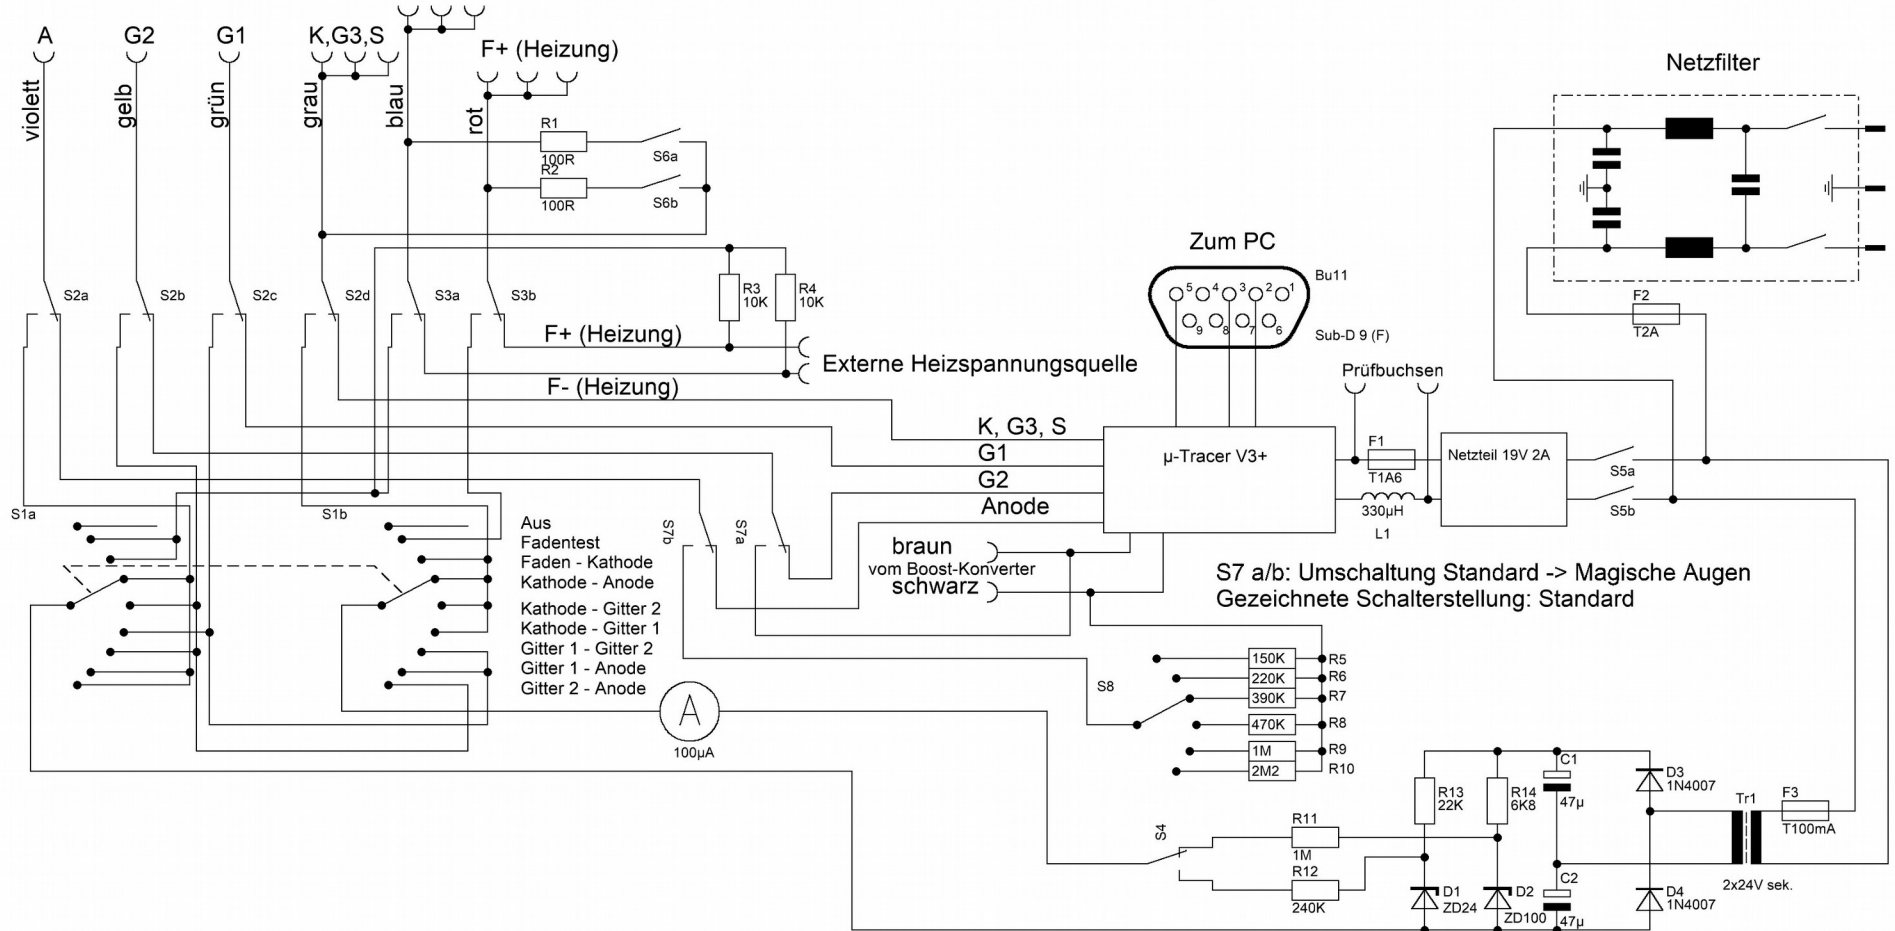 A
G2
G1
K,G3,S
F+ (Heizung)
violett
gelb
grün
grau
blau
rot
R1
100R
R2
100R
S6a
S6b
Netzfilter
Zum PC
Bu11
5 4 3 2 1
9 8 7 6
Sub-D 9 (F)
S2a
S2b
S2c
S2d
S3a
S3b
R3
10K
R4
10K
F2
T2A
F+ (Heizung)
Externe Heizspannungsquelle
F- (Heizung)
Prüfbuchsen
K, G3, S
G1
G2
Anode
µ-Tracer V3+
F1
T1A6
330µH
L1
Netzteil 19V 2A
S5a
S5b
S1a
S1b
Aus
Fadentest
Faden - Kathode
Kathode - Anode
Kathode - Gitter 2
Kathode - Gitter 1
Gitter 1 - Gitter 2
Gitter 1 - Anode
Gitter 2 - Anode
S7b
S7a
braun
vom Boost-Konverter
schwarz
S7 a/b: Umschaltung Standard -> Magische Augen
Gezeichnete Schalterstellung: Standard
S8
150K R5
220K R6
390K R7
470K R8
1M R9
2M2 R10
A
100µA
S4
R11
1M
R12
240K
R13
22K
R14
6K8
C1
47µ
D3
1N4007
Tr1
F3
T100mA
D1
ZD24
D2
ZD100
C2
47µ
D4
1N4007
2x24V sek.